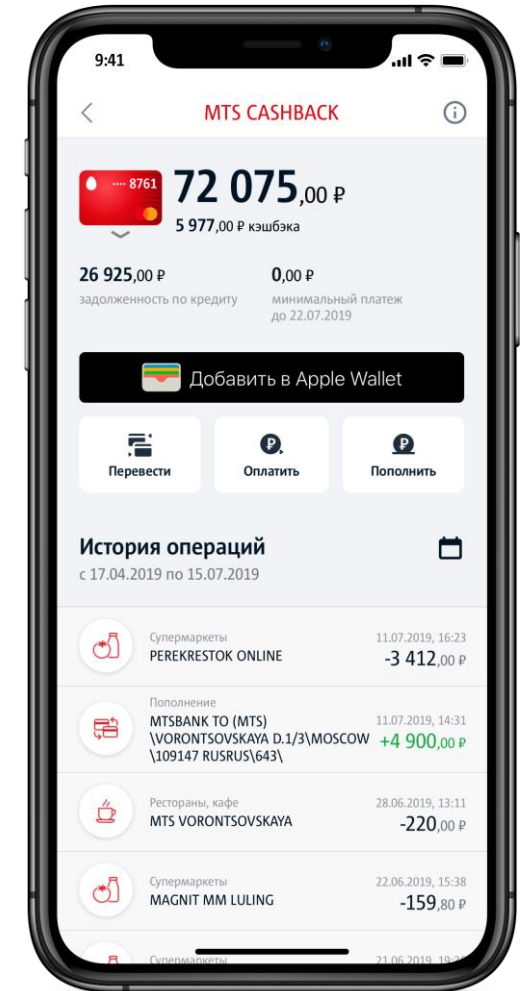 9:41
MTS CASHBACK
•••• 8761
72 075,00 ₽
5 977,00 ₽ кэшбэка
26 925,00 ₽
0,00 ₽
задолженность по кредиту
минимальный платеж
до 22.07.2019
Добавить в Apple Wallet
Перевести
Оплатить
Пополнить
История операций
с 17.04.2019 по 15.07.2019
Супермаркеты
11.07.2019, 16:23
PEREKRESTOK ONLINE
-3 412,00 ₽
Пополнение
MTSBANK TO (MTS)
11.07.2019, 14:31
\VORONTSOVSKAYA D.1/3\MOSCOW
+4 900,00 ₽
\109147 RUSRUS\643\
Рестораны, кафе
28.06.2019, 13:11
MTS VORONTSOVSKAYA
-220,00 ₽
Супермаркеты
22.06.2019, 15:38
MAGNIT MM LULING
-159,80 ₽
Супермаркеты
21.06.2019,